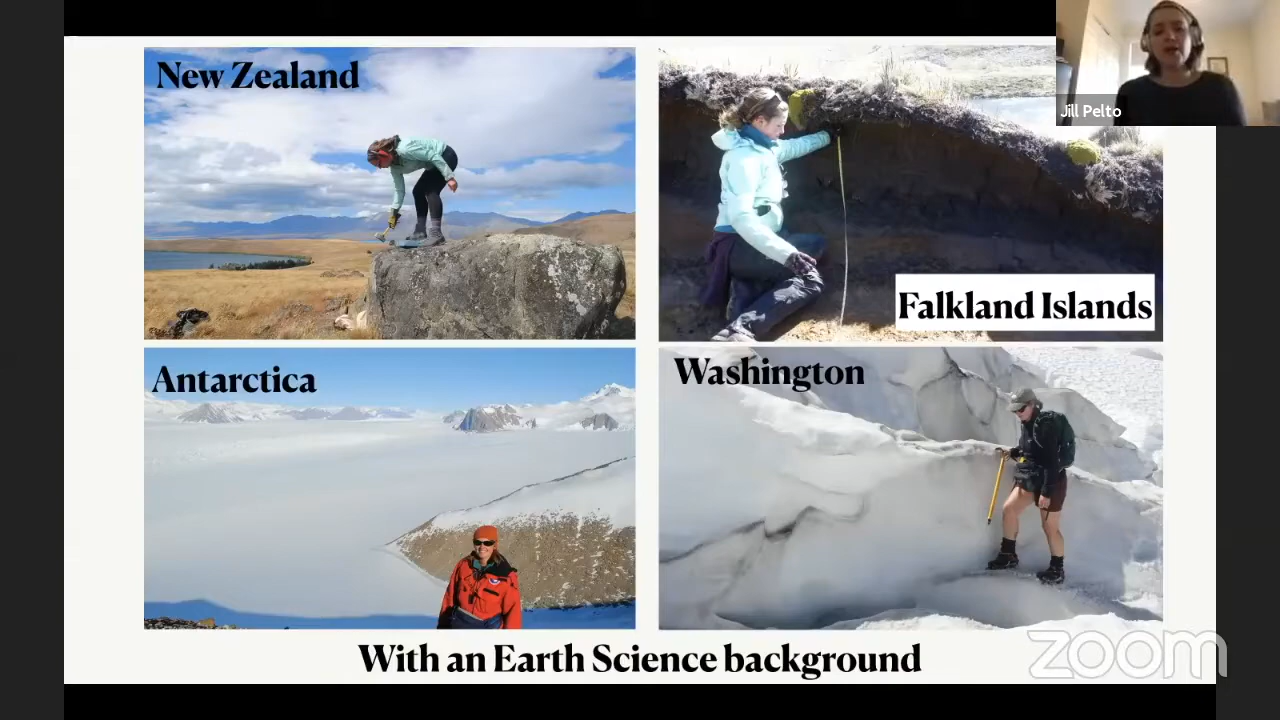 New Zealand
Jill Pelto
Falkland Islands
Antarctica
Washington
With an Earth Science background
zoom